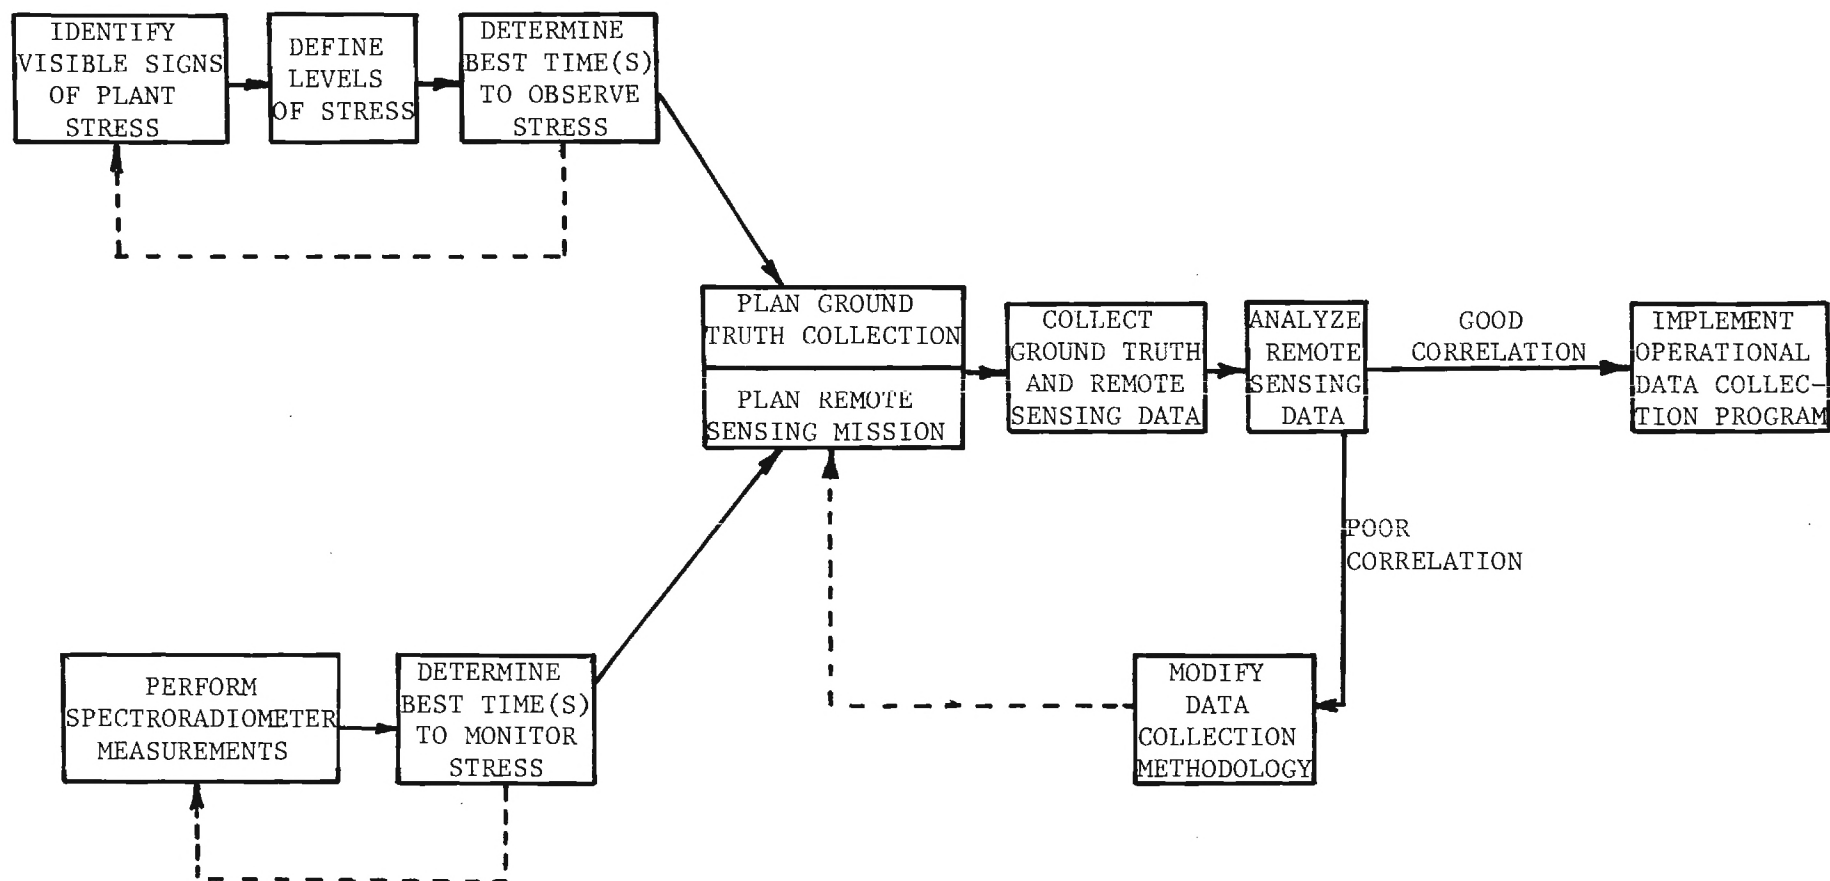 IDENTIFY
VISIBLE SIGNS
OF PLANT
STRESS
DEFINE
LEVELS
OF STRESS
DETERMINE
BEST TIME(S)
TO OBSERVE
STRESS
PLAN GROUND
TRUTH COLLECTION
PLAN REMOTE
SENSING MISSION
COLLECT
GROUND TRUTH
AND REMOTE
SENSING DATA
ANALYZE
REMOTE
SENSING
DATA
GOOD
CORRELATION
IMPLEMENT
OPERATIONAL
DATA COLLEC-
TION PROGRAM
POOR
CORRELATION
PERFORM
SPECTRORADIOMETER
MEASUREMENTS
DETERMINE
BEST TIME(S)
TO MONITOR
STRESS
MODIFY
DATA
COLLECTION
METHODOLOGY